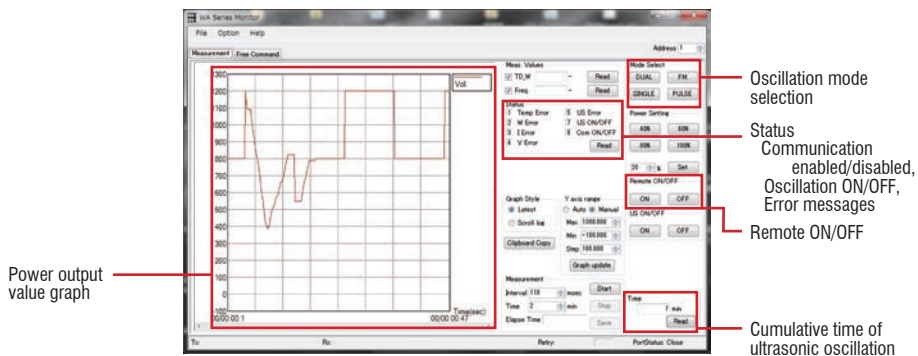 WA Series Monitor
File Option Help
Address 1
Measurement Free Command
1300
1200
1100
1000
900
800
700
600
500
400
300
200
100
0
-100
Vol:
00/00:00:1
00/00:00:47
Time(sec)
Meas. Values
TD_W - Read
Freq. - Read
Status
1 Temp Error 5 US Error
2 W Error 7 US ON/OFF
3 I Error 8 Com ON/OFF
4 V Error Read
Graph Style
Latest
Scroll log
Clipboard Copy
Y axis range
Auto Manual
Max 1300.000
Min -100.000
Step 100.000
Graph update
Measurement
Interval 110 msec Start
Time 2 min Stop
Elapse Time Save
Mode Select
DUAL FM
SINGLE PULSE
Power Setting
40% 60%
80% 100%
20 % Set
Remote ON/OFF
ON OFF
US ON/OFF
ON OFF
Time
7 min
Read
Tx: Rx: Retry: PortStatus: Close
Power output
value graph
Oscillation mode
selection
Status
Communication
enabled/disabled,
Oscillation ON/OFF,
Error messages
Remote ON/OFF
Cumulative time of
ultrasonic oscillation